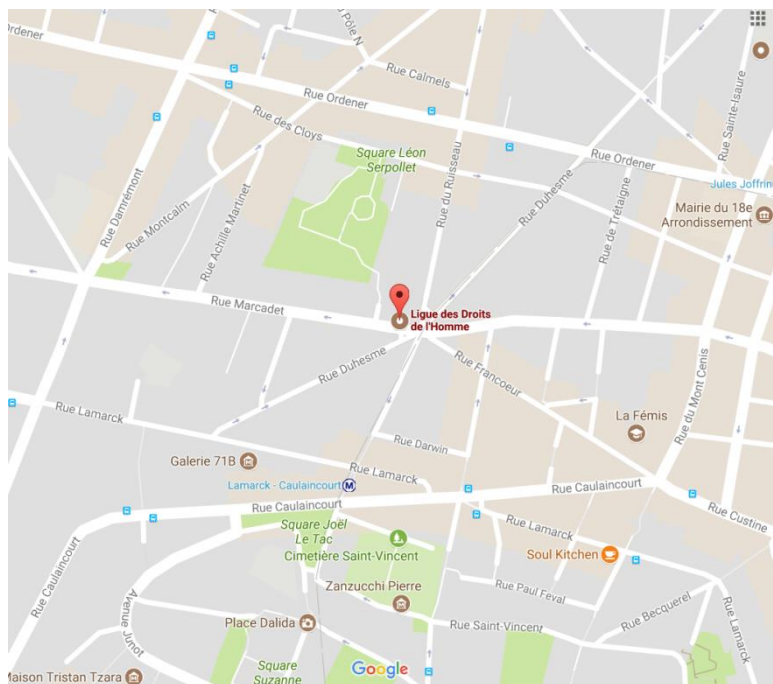 Ordener
u Pôle N
Rue Calmels
Rue Ordener
Rue Sainte-Isaure
Rue des Cloys
Square Léon
Serpollet
Rue Ordener
Rue du Ruisseau
Rue Duhesme
Jules Joffrin
Rue Damrémont
Rue Montcalm
Rue Achille Martinet
Rue de Trétaigne
Mairie du 18e
Arrondissement
Rue Marcadet
Ligue des Droits
de l'Homme
Rue Duhesme
Rue Francoeur
Rue du Mont Cenis
Rue Lamarck
La Fémis
Rue Darwin
Galerie 71B
Rue Lamarck
Lamarck - Caulaincourt
M
Rue Caulaincourt
Rue Caulaincourt
Rue Custine
Square Joël
Le Tac
Rue Lamarck
Cimetière Saint-Vincent
Soul Kitchen
Rue Caulaincourt
Zanzucchi Pierre
Rue Paul Feval
Avenue Junot
Place Dalida
Rue Saint-Vincent
Rue Becquerel
Rue Lamarck
Maison Tristan Tzara
Square
Suzanne
Google